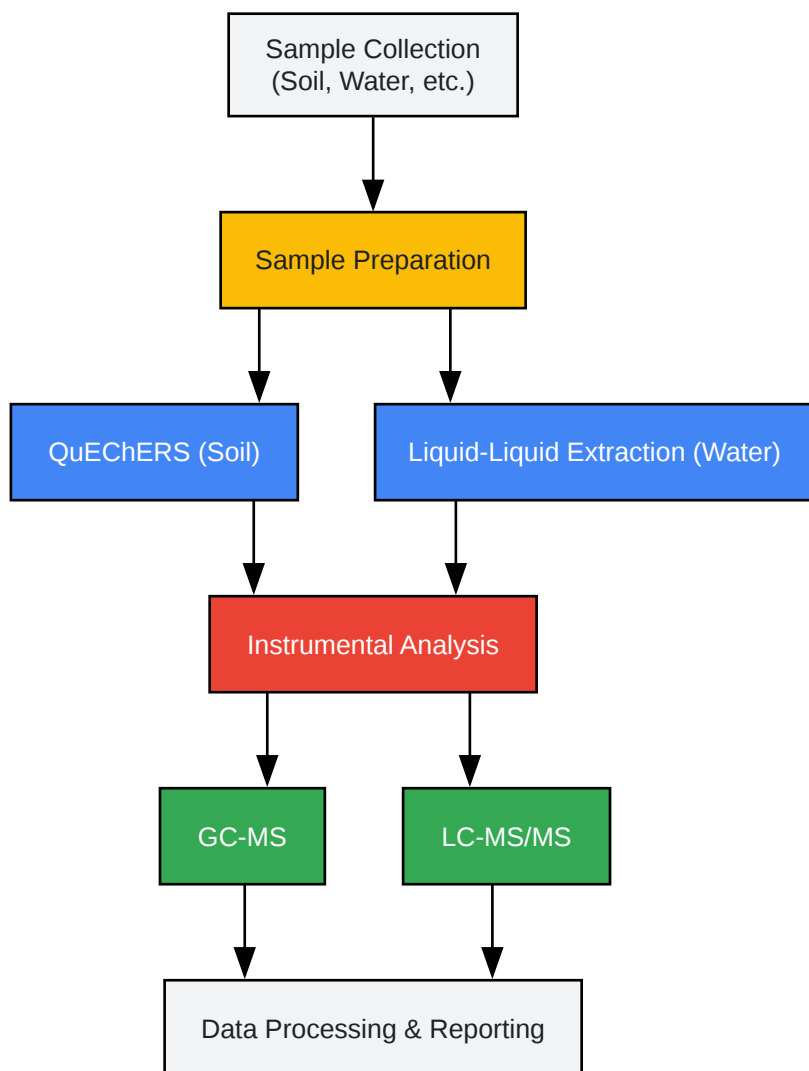 Sample Collection
(Soil, Water, etc.)
Sample Preparation
QuEChERS (Soil)
Liquid-Liquid Extraction (Water)
Instrumental Analysis
GC-MS
LC-MS/MS
Data Processing & Reporting